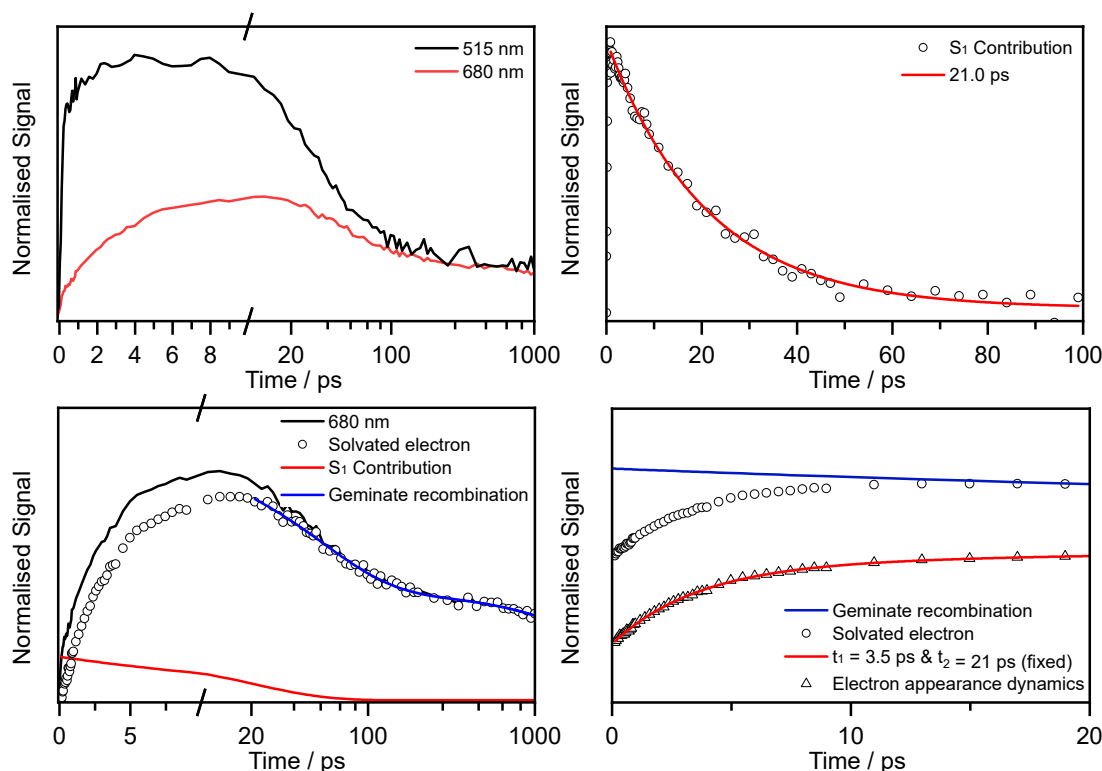 Normalised Signal
515 nm
680 nm
0 2 4 6 8 20 100 1000
Time / ps
Normalised Signal
S1 Contribution
21.0 ps
0 20 40 60 80 100
Time / ps
Normalised Signal
680 nm
Solvated electron
S1 Contribution
Geminate recombination
0 5 20 100 1000
Time / ps
Normalised Signal
Geminate recombination
Solvated electron
t1 = 3.5 ps & t2 = 21 ps (fixed)
Electron appearance dynamics
0 10 20
Time / ps